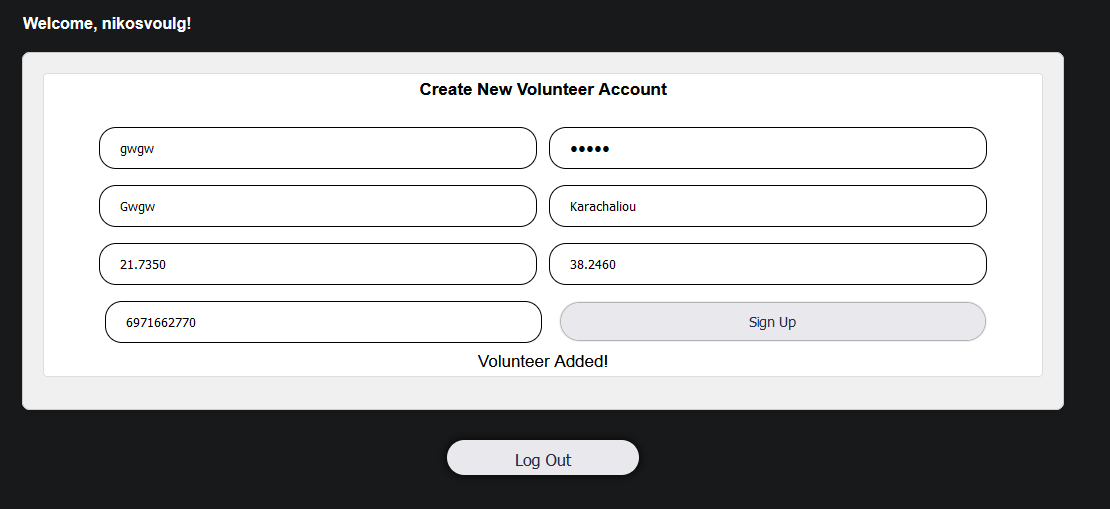 Welcome, nikosvoulg!
Create New Volunteer Account
gwgw
•••••
Gwgw
Karachaliou
21.7350
38.2460
6971662770
Sign Up
Volunteer Added!
Log Out